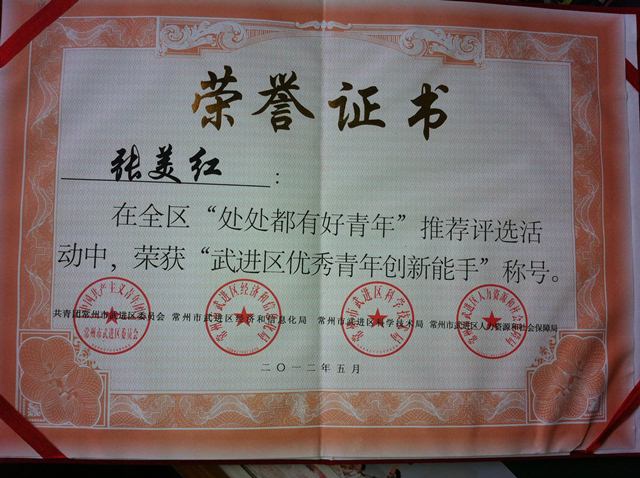 荣誉证书
张美红：
在全区“处处都有好青年”推荐评选活
动中，荣获“武进区优秀青年创新能手”称号。
共青团常州市武进区委员会 常州市武进区经济和信息化局 常州市武进区科学技术局 常州市武进区人力资源和社会保障局
二〇一二年五月